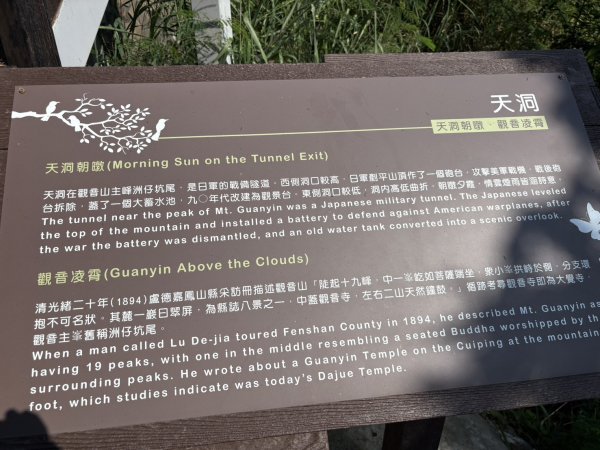 天洞
天洞朝暾、觀音凌霄
天洞朝暾(Morning Sun on the Tunnel Exit)
天洞在觀音山主峰洲仔坑尾，是日軍的戰備隧道，西側洞口較高，日軍剷平山頂作了一個砲台，攻擊美軍戰機，戰後砲
台拆除，蓋了一個大蓄水池，九○年代改建為觀景台，東側洞口較低，洞內高低曲折，朝暾夕霞，情雲煙雨皆涵詩意。
The tunnel near the peak of Mt. Guanyin was a Japanese military tunnel. The Japanese leveled
the top of the mountain and installed a battery to defend against American warplanes, after
the war the battery was dismantled, and an old water tank converted into a scenic overlook.
觀音凌霄(Guanyin Above the Clouds)
清光緒二十年(1894)盧德嘉鳳山縣采訪冊描述觀音山「陡起十九峰，中一峯屹如菩薩端坐，衆小峯拱峙於側，分支環
抱不可名狀。其麓一巖曰翠屏，為縣誌八景之一，中蓋觀音寺，左右二山天然鐘鼓。」循跡考尋觀音寺即為大覺寺，
觀音主峯舊稱洲仔坑尾。
When a man called Lu De-jia toured Fenshan County in 1894, he described Mt. Guanyin as
having 19 peaks, with one in the middle resembling a seated Buddha worshipped by th
surrounding peaks. He wrote about a Guanyin Temple on the Cuiping at the mountain
foot, which studies indicate was today's Dajue Temple.